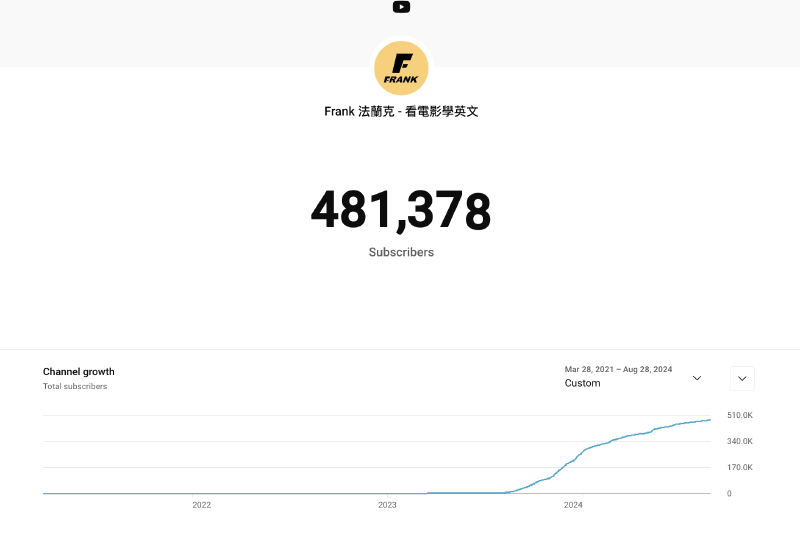 F
FRANK
Frank 法蘭克 - 看電影學英文
481,378
Subscribers
Channel growth
Total subscribers
Mar 28, 2021 – Aug 28, 2024
Custom
510.0K
340.0K
170.0K
0
2022
2023
2024